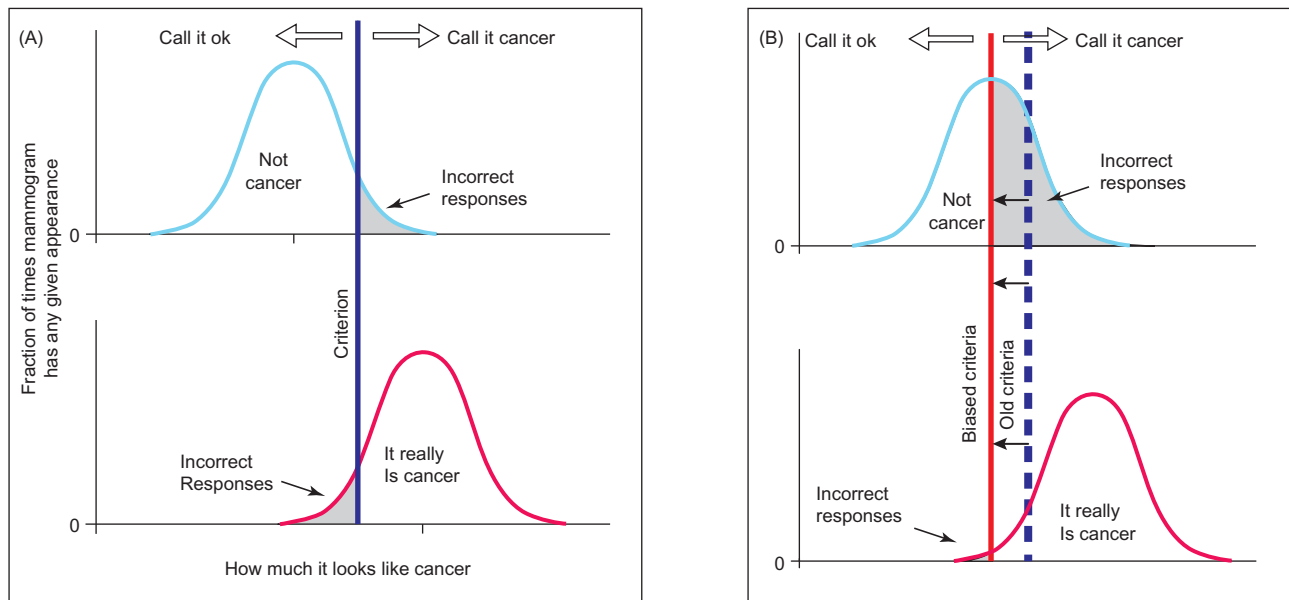 (A)
Call it ok
Call it cancer
Not
cancer
Incorrect
responses
0
Fraction of times mammogram
has any given appearance
Criterion
It really
Is cancer
Incorrect
Responses
0
How much it looks like cancer
(B)
Call it ok
Call it cancer
Not
cancer
Incorrect
responses
0
Biased criteria
Old criteria
Incorrect
responses
It really
Is cancer
0